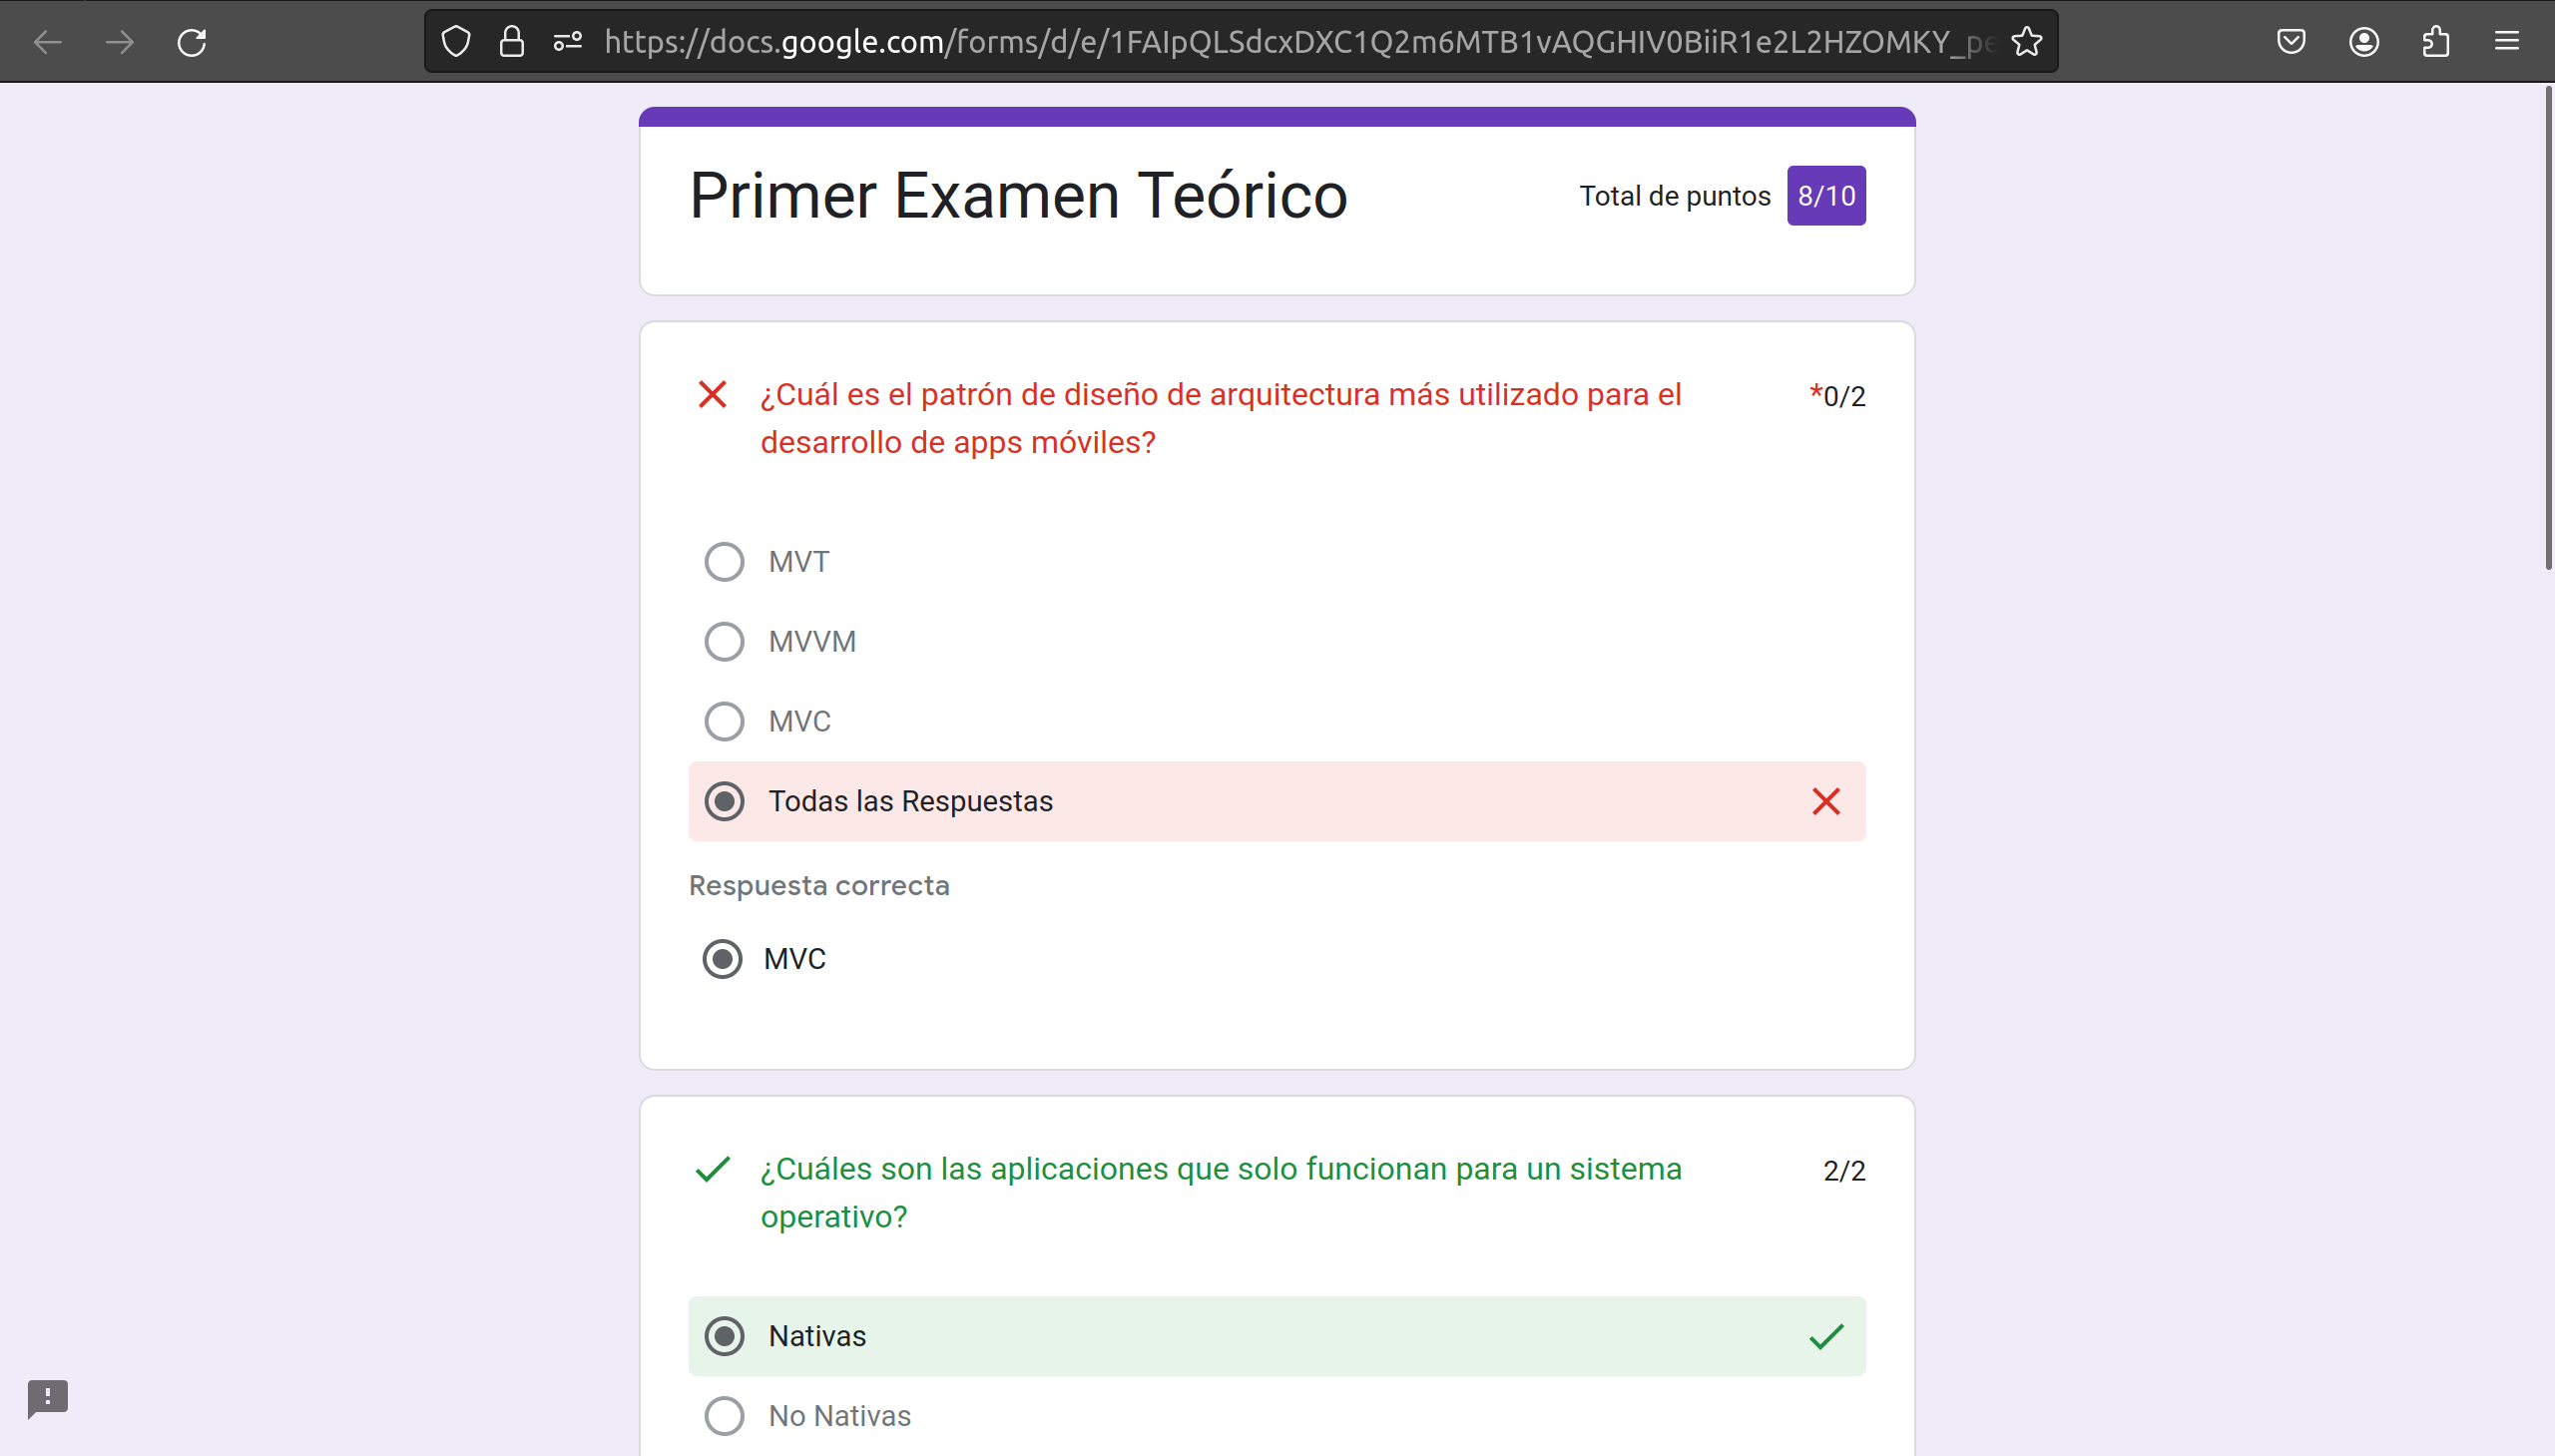 https://docs.google.com/forms/d/e/1FAIpQLSdcxDXC1Q2m6MTB1vAQGHIV0BiiR1e2L2HZOMKY_pe
Primer Examen Teórico
Total de puntos 8/10
¿Cuál es el patrón de diseño de arquitectura más utilizado para el *0/2
desarrollo de apps móviles?
MVT
MVVM
MVC
Todas las Respuestas
Respuesta correcta
MVC
¿Cuáles son las aplicaciones que solo funcionan para un sistema 2/2
operativo?
Nativas
No Nativas